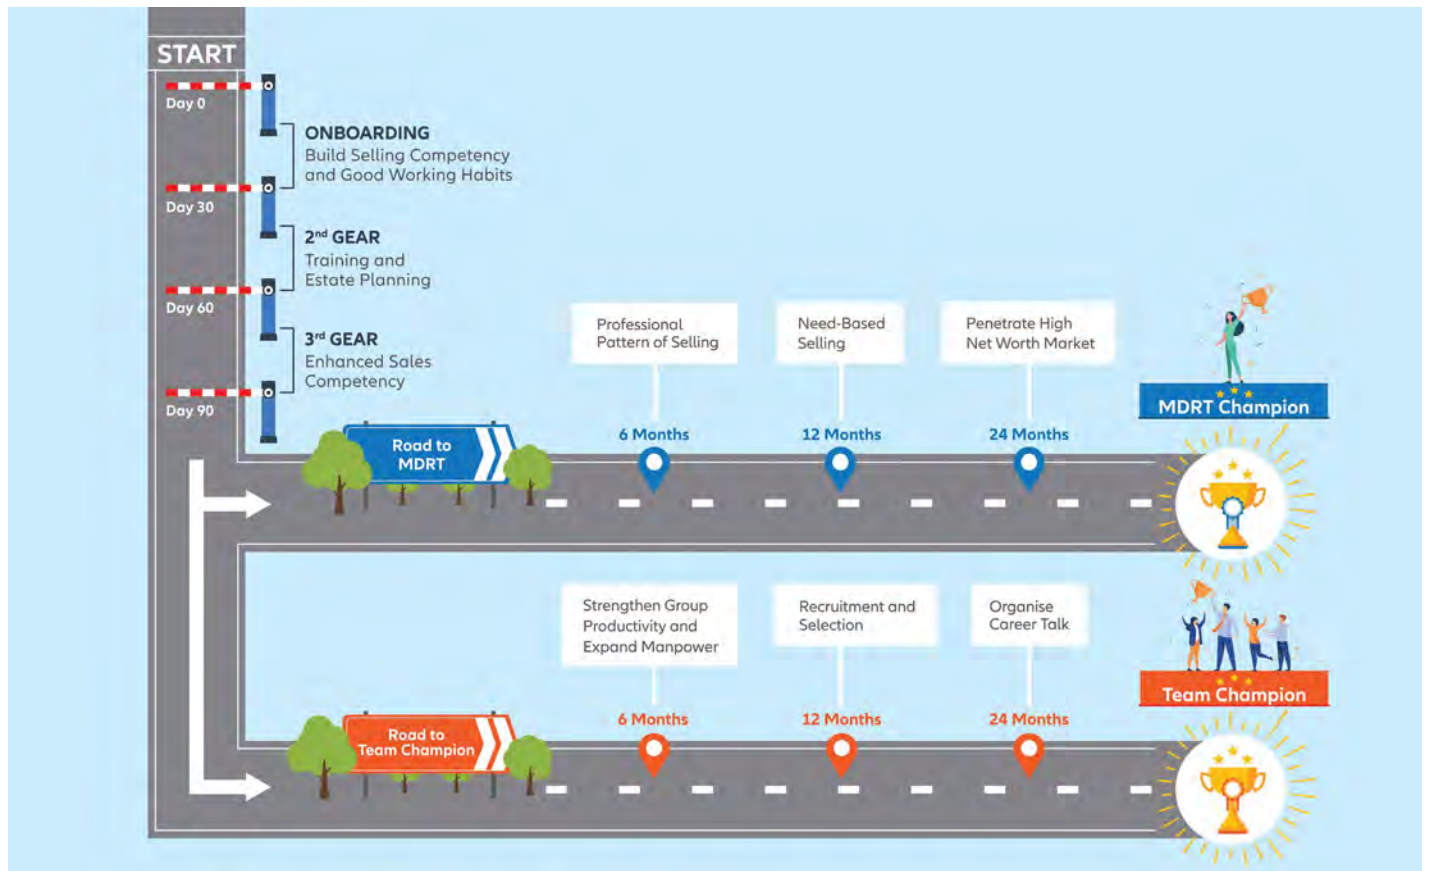 START
Day 0
ONBOARDING
Build Selling Competency
and Good Working Habits
Day 30
2nd GEAR
Training and
Estate Planning
Day 60
3rd GEAR
Enhanced Sales
Competency
Day 90
Road to
MDRT
Professional
Pattern of Selling
6 Months
Need-Based
Selling
12 Months
Penetrate High
Net Worth Market
24 Months
MDRT Champion
Road to
Team Champion
Strengthen Group
Productivity and
Expand Manpower
6 Months
Recruitment and
Selection
12 Months
Organise
Career Talk
24 Months
Team Champion